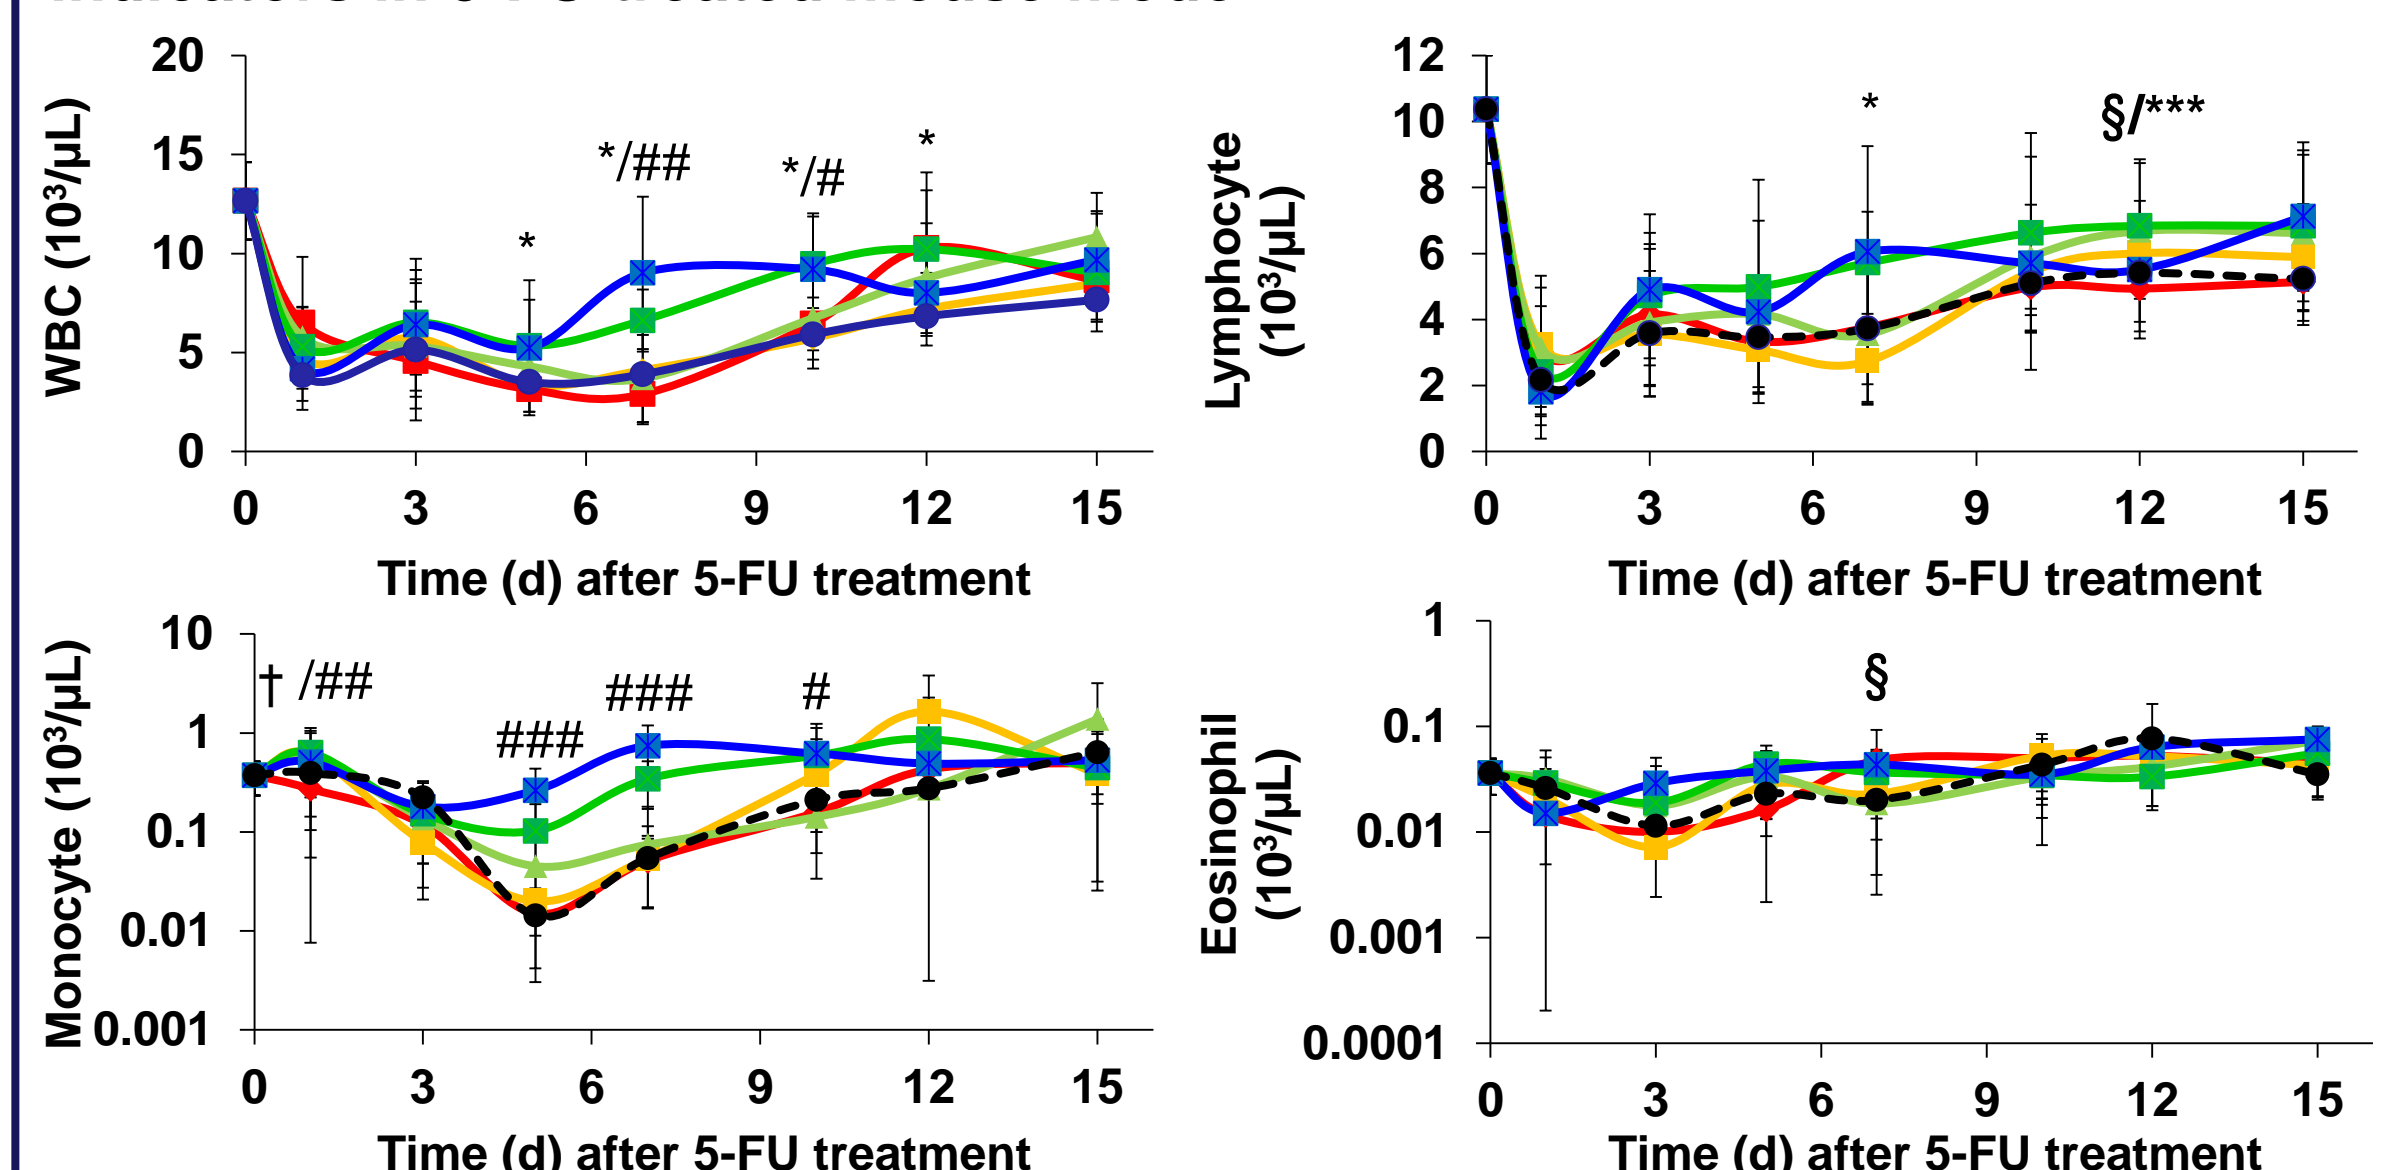 20
15
10
5
0
WBC (10³/μL)
*
*/##
*/#
*
0 3 6 9 12 15
Time (d) after 5-FU treatment
12
10
8
6
4
2
0
Lymphocyte
(10³/μL)
*
§/***
0 3 6 9 12 15
Time (d) after 5-FU treatment
10
1
0.1
0.01
0.001
Monocyte (10³/μL)
† /##
###
###
#
0 3 6 9 12 15
Time (d) after 5-FU treatment
1
0.1
0.01
0.001
0.0001
Eosinophil
(10³/μL)
§
0 3 6 9 12 15
Time (d) after 5-FU treatment